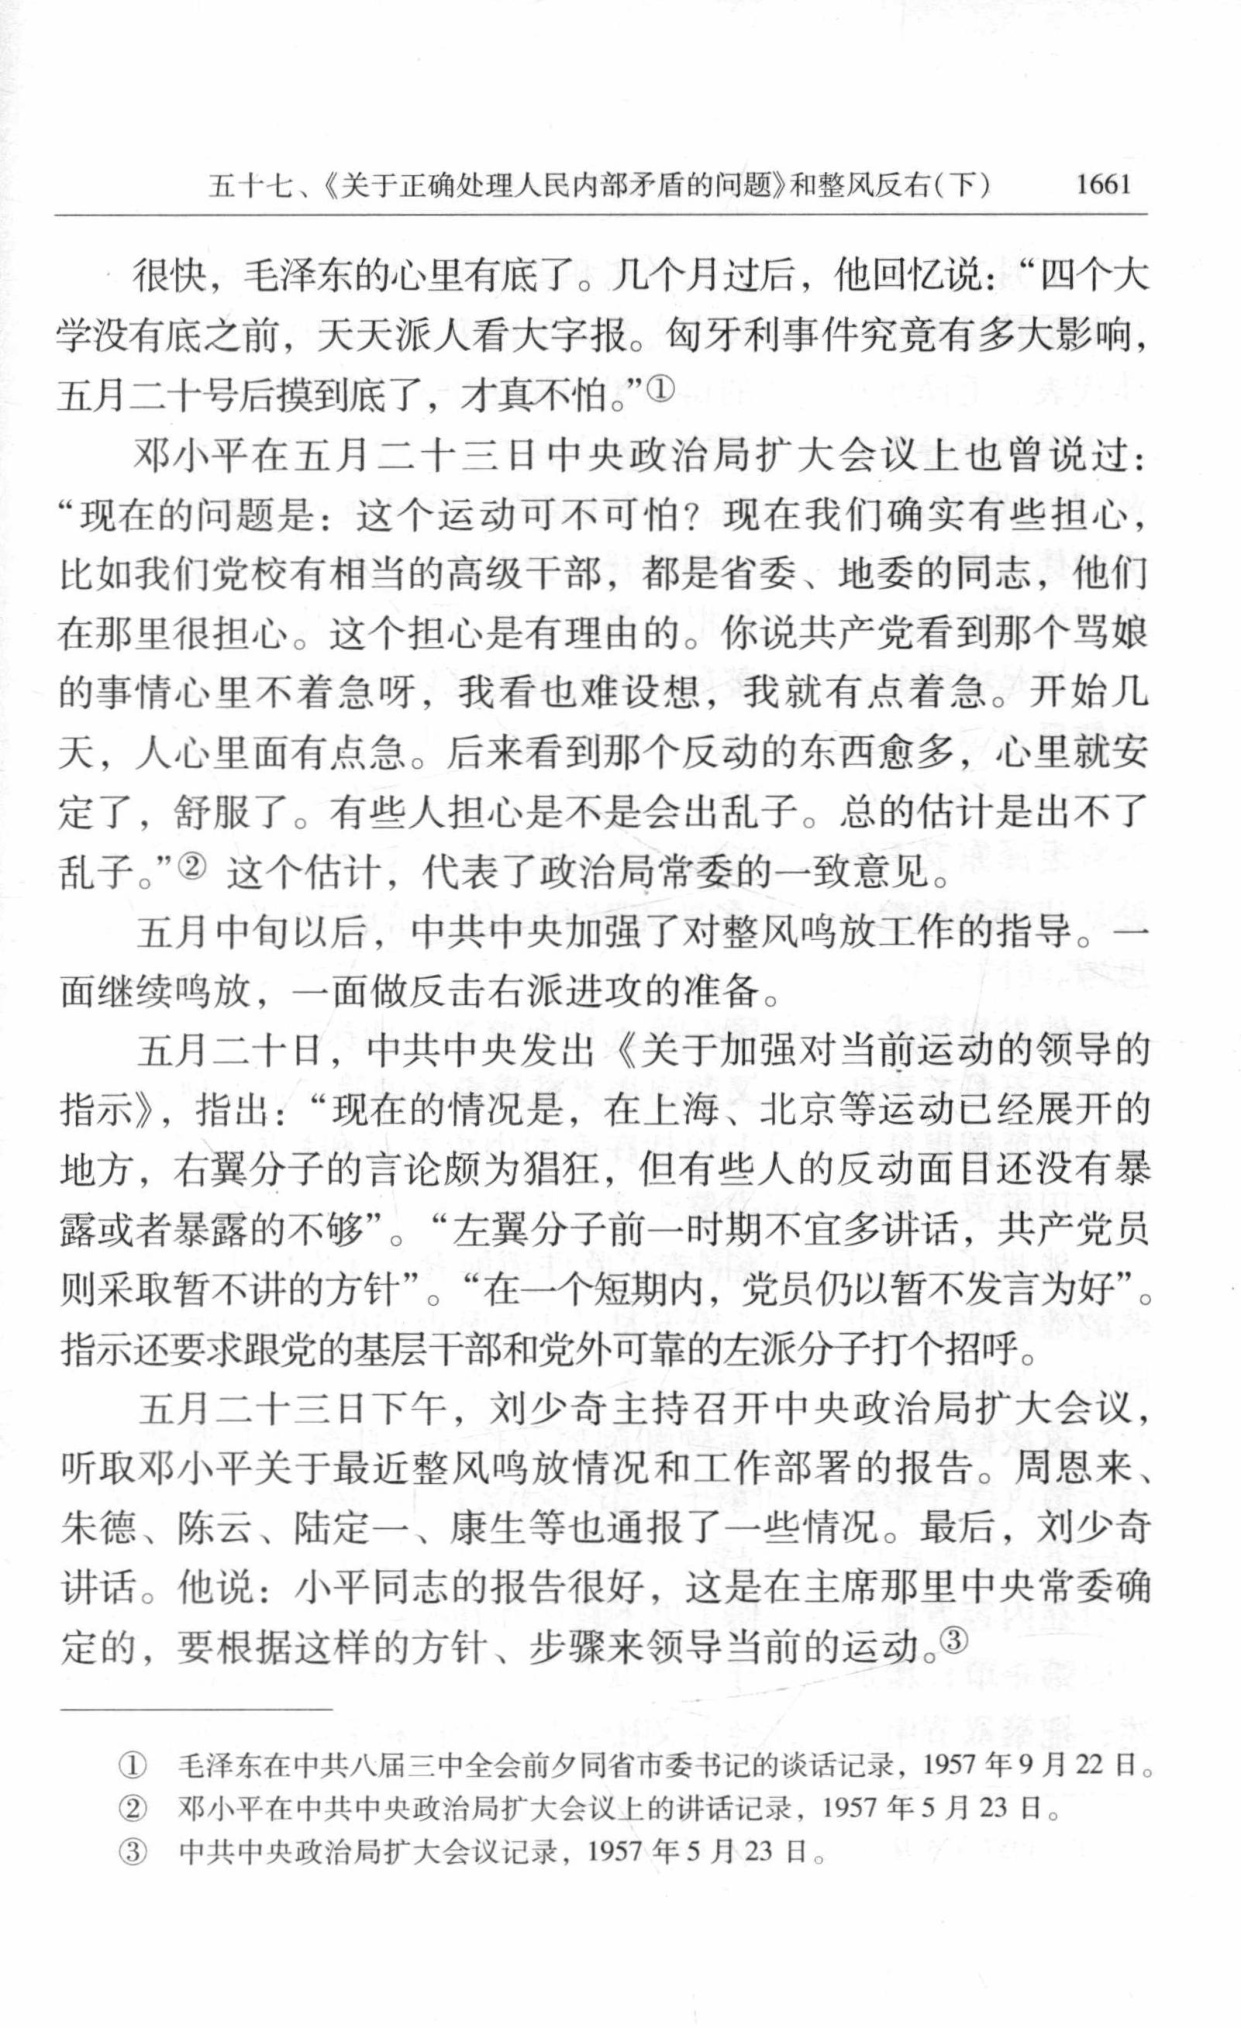 五十七、《关于正确处理人民内部矛盾的问题》和整风反右(下) 1661
很快，毛泽东的心里有底了。几个月过后，他回忆说：“四个大
学没有底之前，天天派人看大字报。匈牙利事件究竟有多大影响，
五月二十号后摸到底了，才真不怕。”①
邓小平在五月二十三日中央政治局扩大会议上也曾说过：
“现在的问题是：这个运动可不可怕？现在我们确实有些担心，
比如我们党校有相当的高级干部，都是省委、地委的同志，他们
在那里很担心。这个担心是有理由的。你说共产党看到那个骂娘
的事情心里不着急呀，我看也难设想，我就有点着急。开始几
天，人心里面有点急。后来看到那个反动的东西愈多，心里就安
定了，舒服了。有些人担心是不是会出乱子。总的估计是出不了
乱子。”② 这个估计，代表了政治局常委的一致意见。
五月中旬以后，中共中央加强了对整风鸣放工作的指导。一
面继续鸣放，一面做反击右派进攻的准备。
五月二十日，中共中央发出《关于加强对当前运动的领导的
指示》，指出：“现在的情况是，在上海、北京等运动已经展开的
地方，右翼分子的言论颇为猖狂，但有些人的反动面目还没有暴
露或者暴露的不够”。“左翼分子前一时期不宜多讲话，共产党员
则采取暂不讲的方针”。“在一个短期内，党员仍以暂不发言为好”。
指示还要求跟党的基层干部和党外可靠的左派分子打个招呼。
五月二十三日下午，刘少奇主持召开中央政治局扩大会议，
听取邓小平关于最近整风鸣放情况和工作部署的报告。周恩来、
朱德、陈云、陆定一、康生等也通报了一些情况。最后，刘少奇
讲话。他说：小平同志的报告很好，这是在主席那里中央常委确
定的，要根据这样的方针、步骤来领导当前的运动。③
① 毛泽东在中共八届三中全会前夕同省市委书记的谈话记录，1957 年 9 月 22 日。
② 邓小平在中共中央政治局扩大会议上的讲话记录，1957 年 5 月 23 日。
③ 中共中央政治局扩大会议记录，1957 年 5 月 23 日。